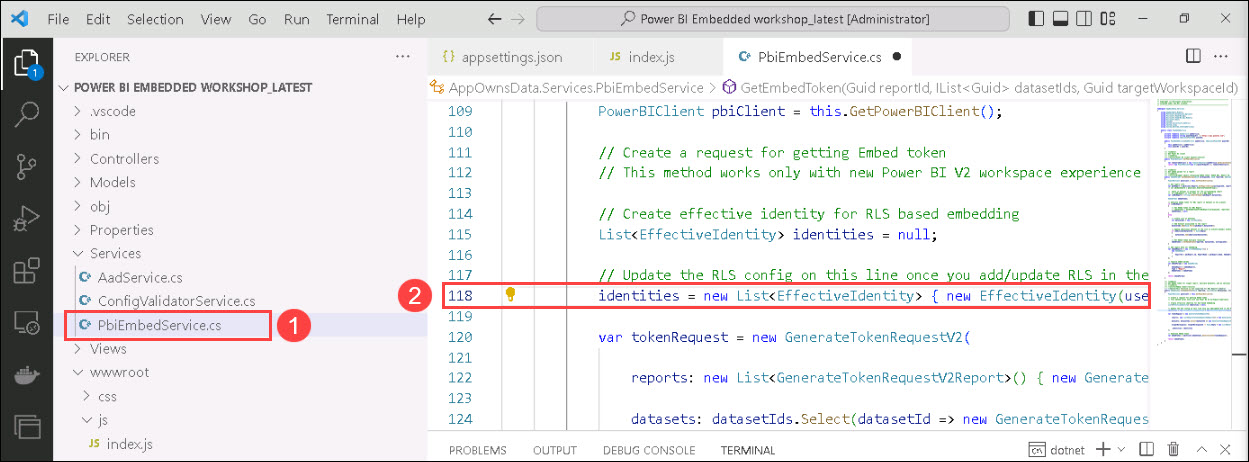 File Edit Selection View Go Run Terminal Help
Power BI Embedded workshop_latest [Administrator]
EXPLORER
1
POWER BI EMBEDDED WORKSHOP_LATEST
.vscode
bin
Controllers
Models
obj
Properties
Services
AadService.cs
ConfigValidatorService.cs
PbiEmbedService.cs
1
Views
wwwroot
css
js
JS index.js
{} appsettings.json
JS index.js
PbiEmbedService.cs
AppOwnsData.Services.PbiEmbedService > GetEmbedToken(Guid reportId, IList<Guid> datasetIds, Guid targetWorkspaceId)
109 PowerBIClient pbiClient = this.GetPowerBIClient();
110
111 // Create a request for getting Embed token
112 // This method works only with new Power BI V2 workspace experience
113
114 // Create effective identity for RLS based embedding
115 List<EffectiveIdentity> identities = null;
116
117 // Update the RLS config on this line once you add/update RLS in the
2
118 identities = new List<EffectiveIdentity> { new EffectiveIdentity(use
119
120 var tokenRequest = new GenerateTokenRequestV2(
121
122 reports: new List<GenerateTokenRequestV2Report>() { new Generate
123
124 datasets: datasetIds.Select(datasetId => new GenerateTokenReques
PROBLEMS OUTPUT DEBUG CONSOLE TERMINAL
dotnet